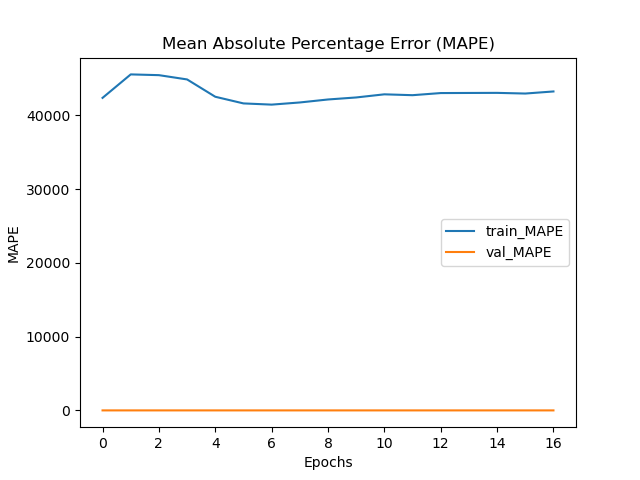 Mean Absolute Percentage Error (MAPE)
40000
30000
20000
10000
0
MAPE
train_MAPE
val_MAPE
0 2 4 6 8 10 12 14 16
Epochs